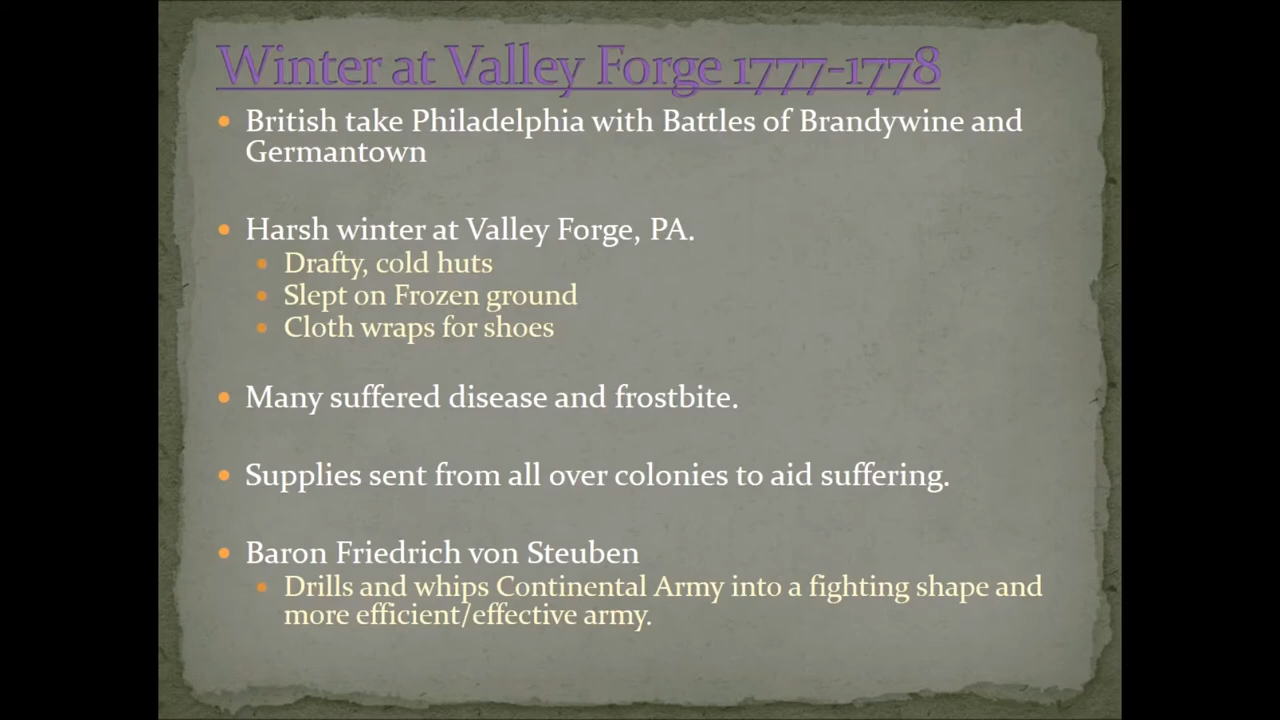 Winter at Valley Forge 1777-1778
British take Philadelphia with Battles of Brandywine and
Germantown
Harsh winter at Valley Forge, PA.
Drafty, cold huts
Slept on Frozen ground
Cloth wraps for shoes
Many suffered disease and frostbite.
Supplies sent from all over colonies to aid suffering.
Baron Friedrich von Steuben
Drills and whips Continental Army into a fighting shape and
more efficient/effective army.